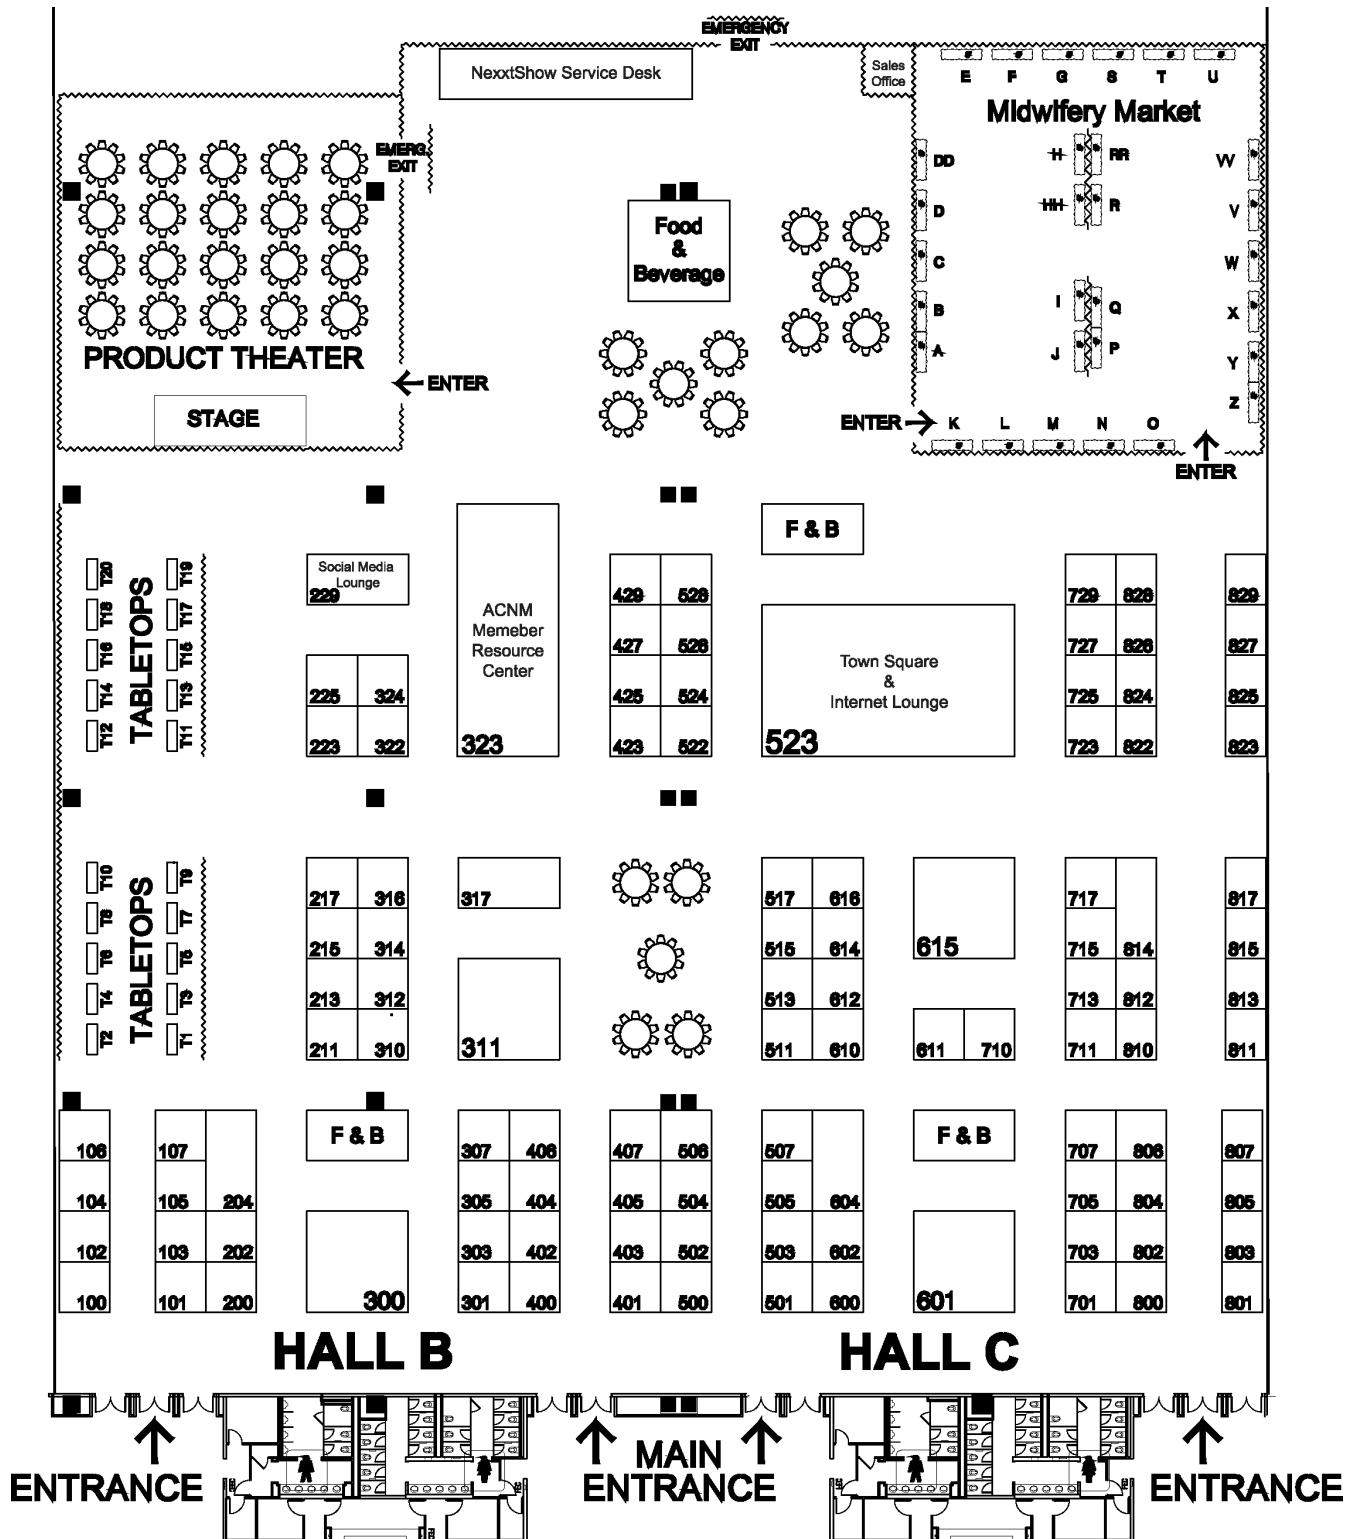 EMERGENCY
EXIT
NexxtShow Service Desk
Sales
Office
E F G S T U
Midwifery Market
EMERG.
EXIT
DD H RR VV
D HH R V
C W
B I Q X
A J P Y
Z
Food
&
Beverage
PRODUCT THEATER
ENTER
STAGE
ENTER
K L M N O
ENTER
F & B
T20 T19
T18 T17
T16 T15
T14 T13
T12 T11
TABLETOPS
Social Media
Lounge
229
225 324
223 322
ACNM
Memeber
Resource
Center
323
429 528
427 526
425 524
423 522
Town Square
&
Internet Lounge
523
729 828 829
727 826 827
725 824 825
723 822 823
T10 T9
T8 T7
T6 T5
T4 T3
T2 T1
TABLETOPS
217 316 317 517 616 717 817
215 314 515 614 615 715 814 815
213 312 513 612 713 812 813
211 310 311 511 610 611 710 711 810 811
106 107 F & B 307 406 407 506 507 F & B 707 806 807
104 105 204 305 404 405 504 505 604 705 804 805
102 103 202 303 402 403 502 503 602 703 802 803
100 101 200 300 301 400 401 500 501 600 601 701 800 801
HALL B HALL C
ENTRANCE
MAIN
ENTRANCE
ENTRANCE